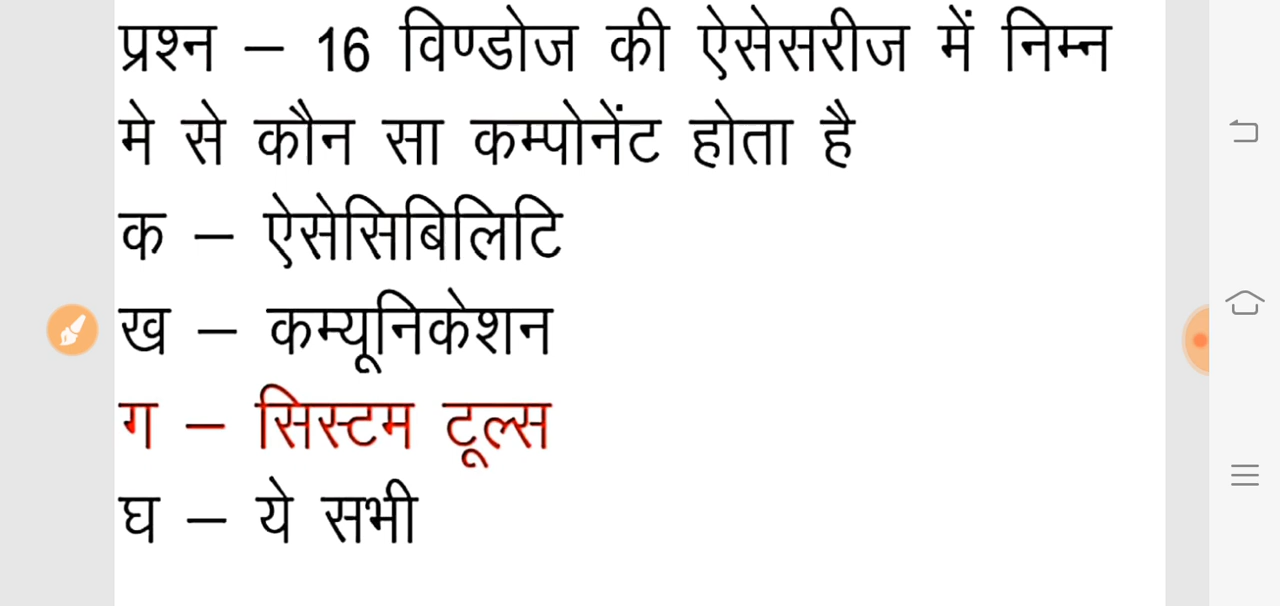 प्रश्न – 16 विण्डोज की ऐसेसरीज में निम्न
मे से कौन सा कम्पोनेंट होता है
क – ऐसेसिबिलिटि
ख – कम्यूनिकेशन
ग – सिस्टम टूल्स
घ – ये सभी